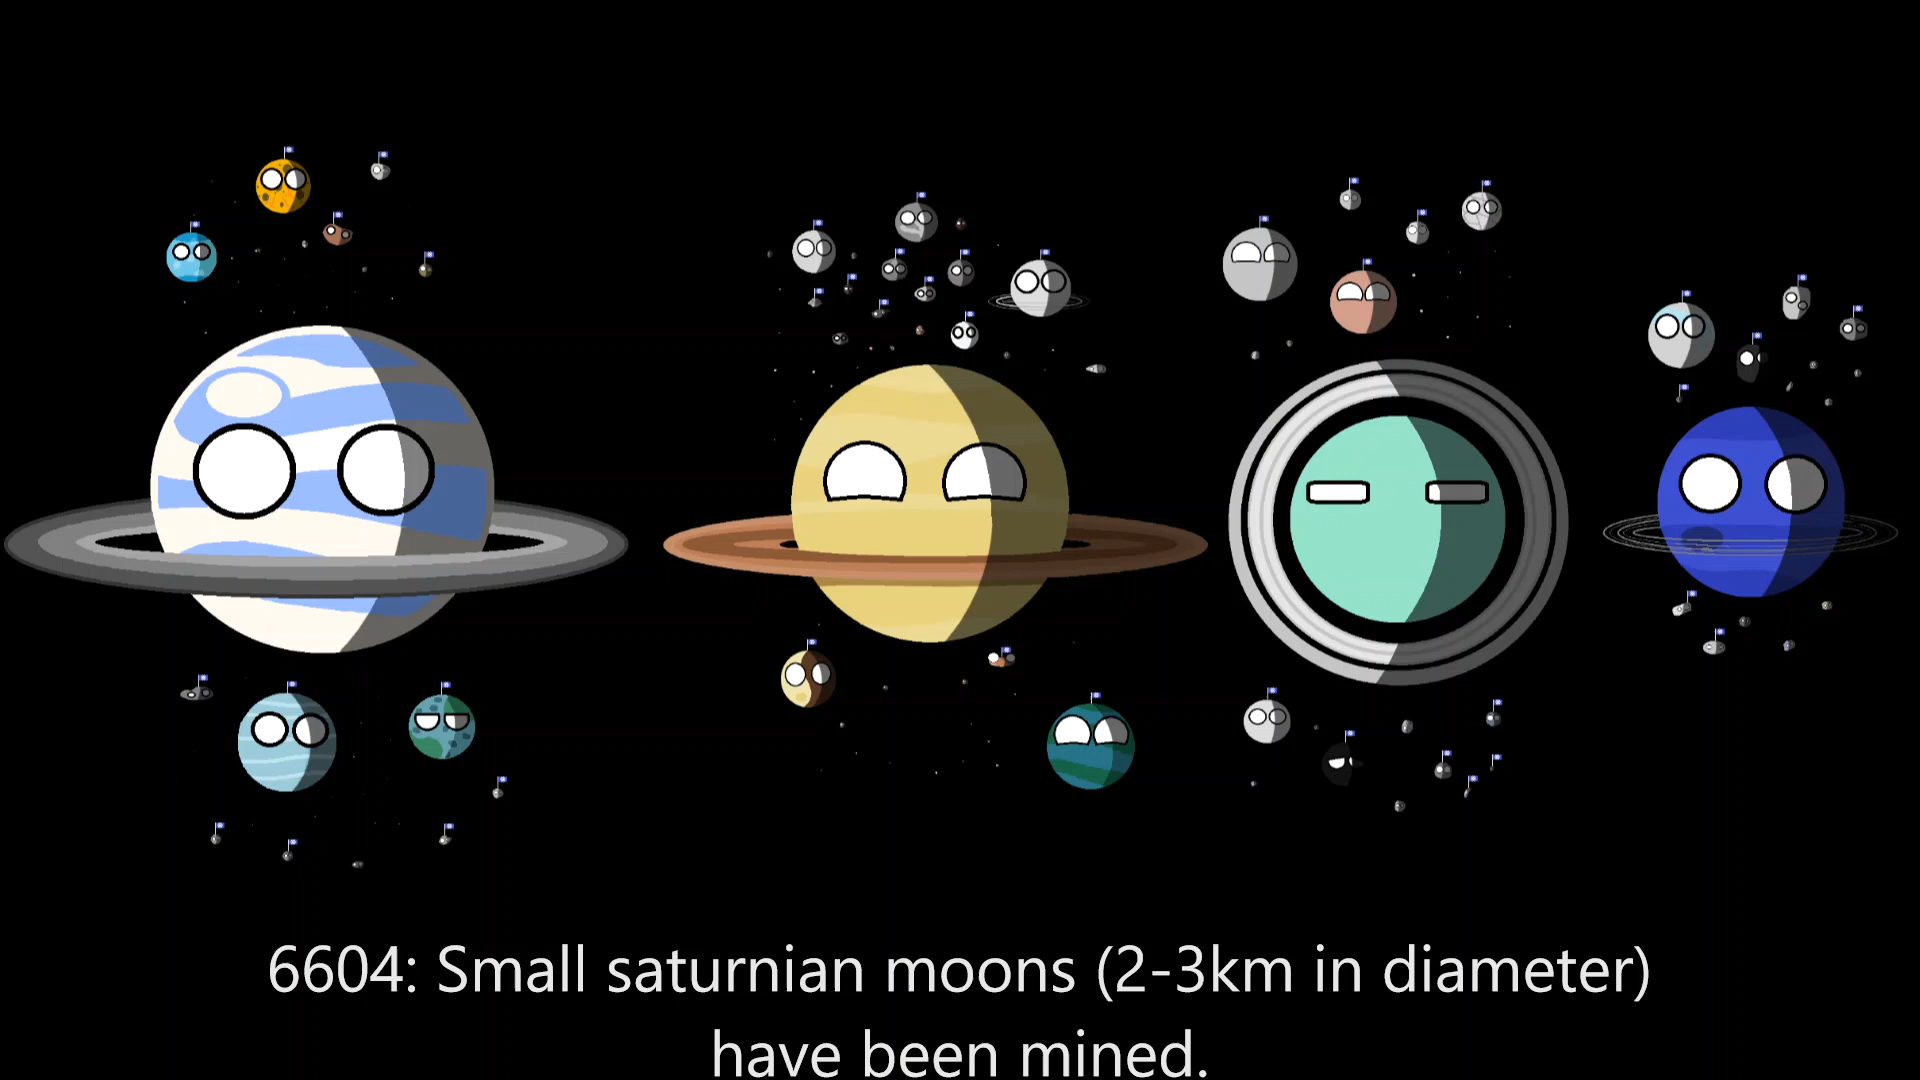 6604: Small saturnian moons (2-3km in diameter)
have been mined.